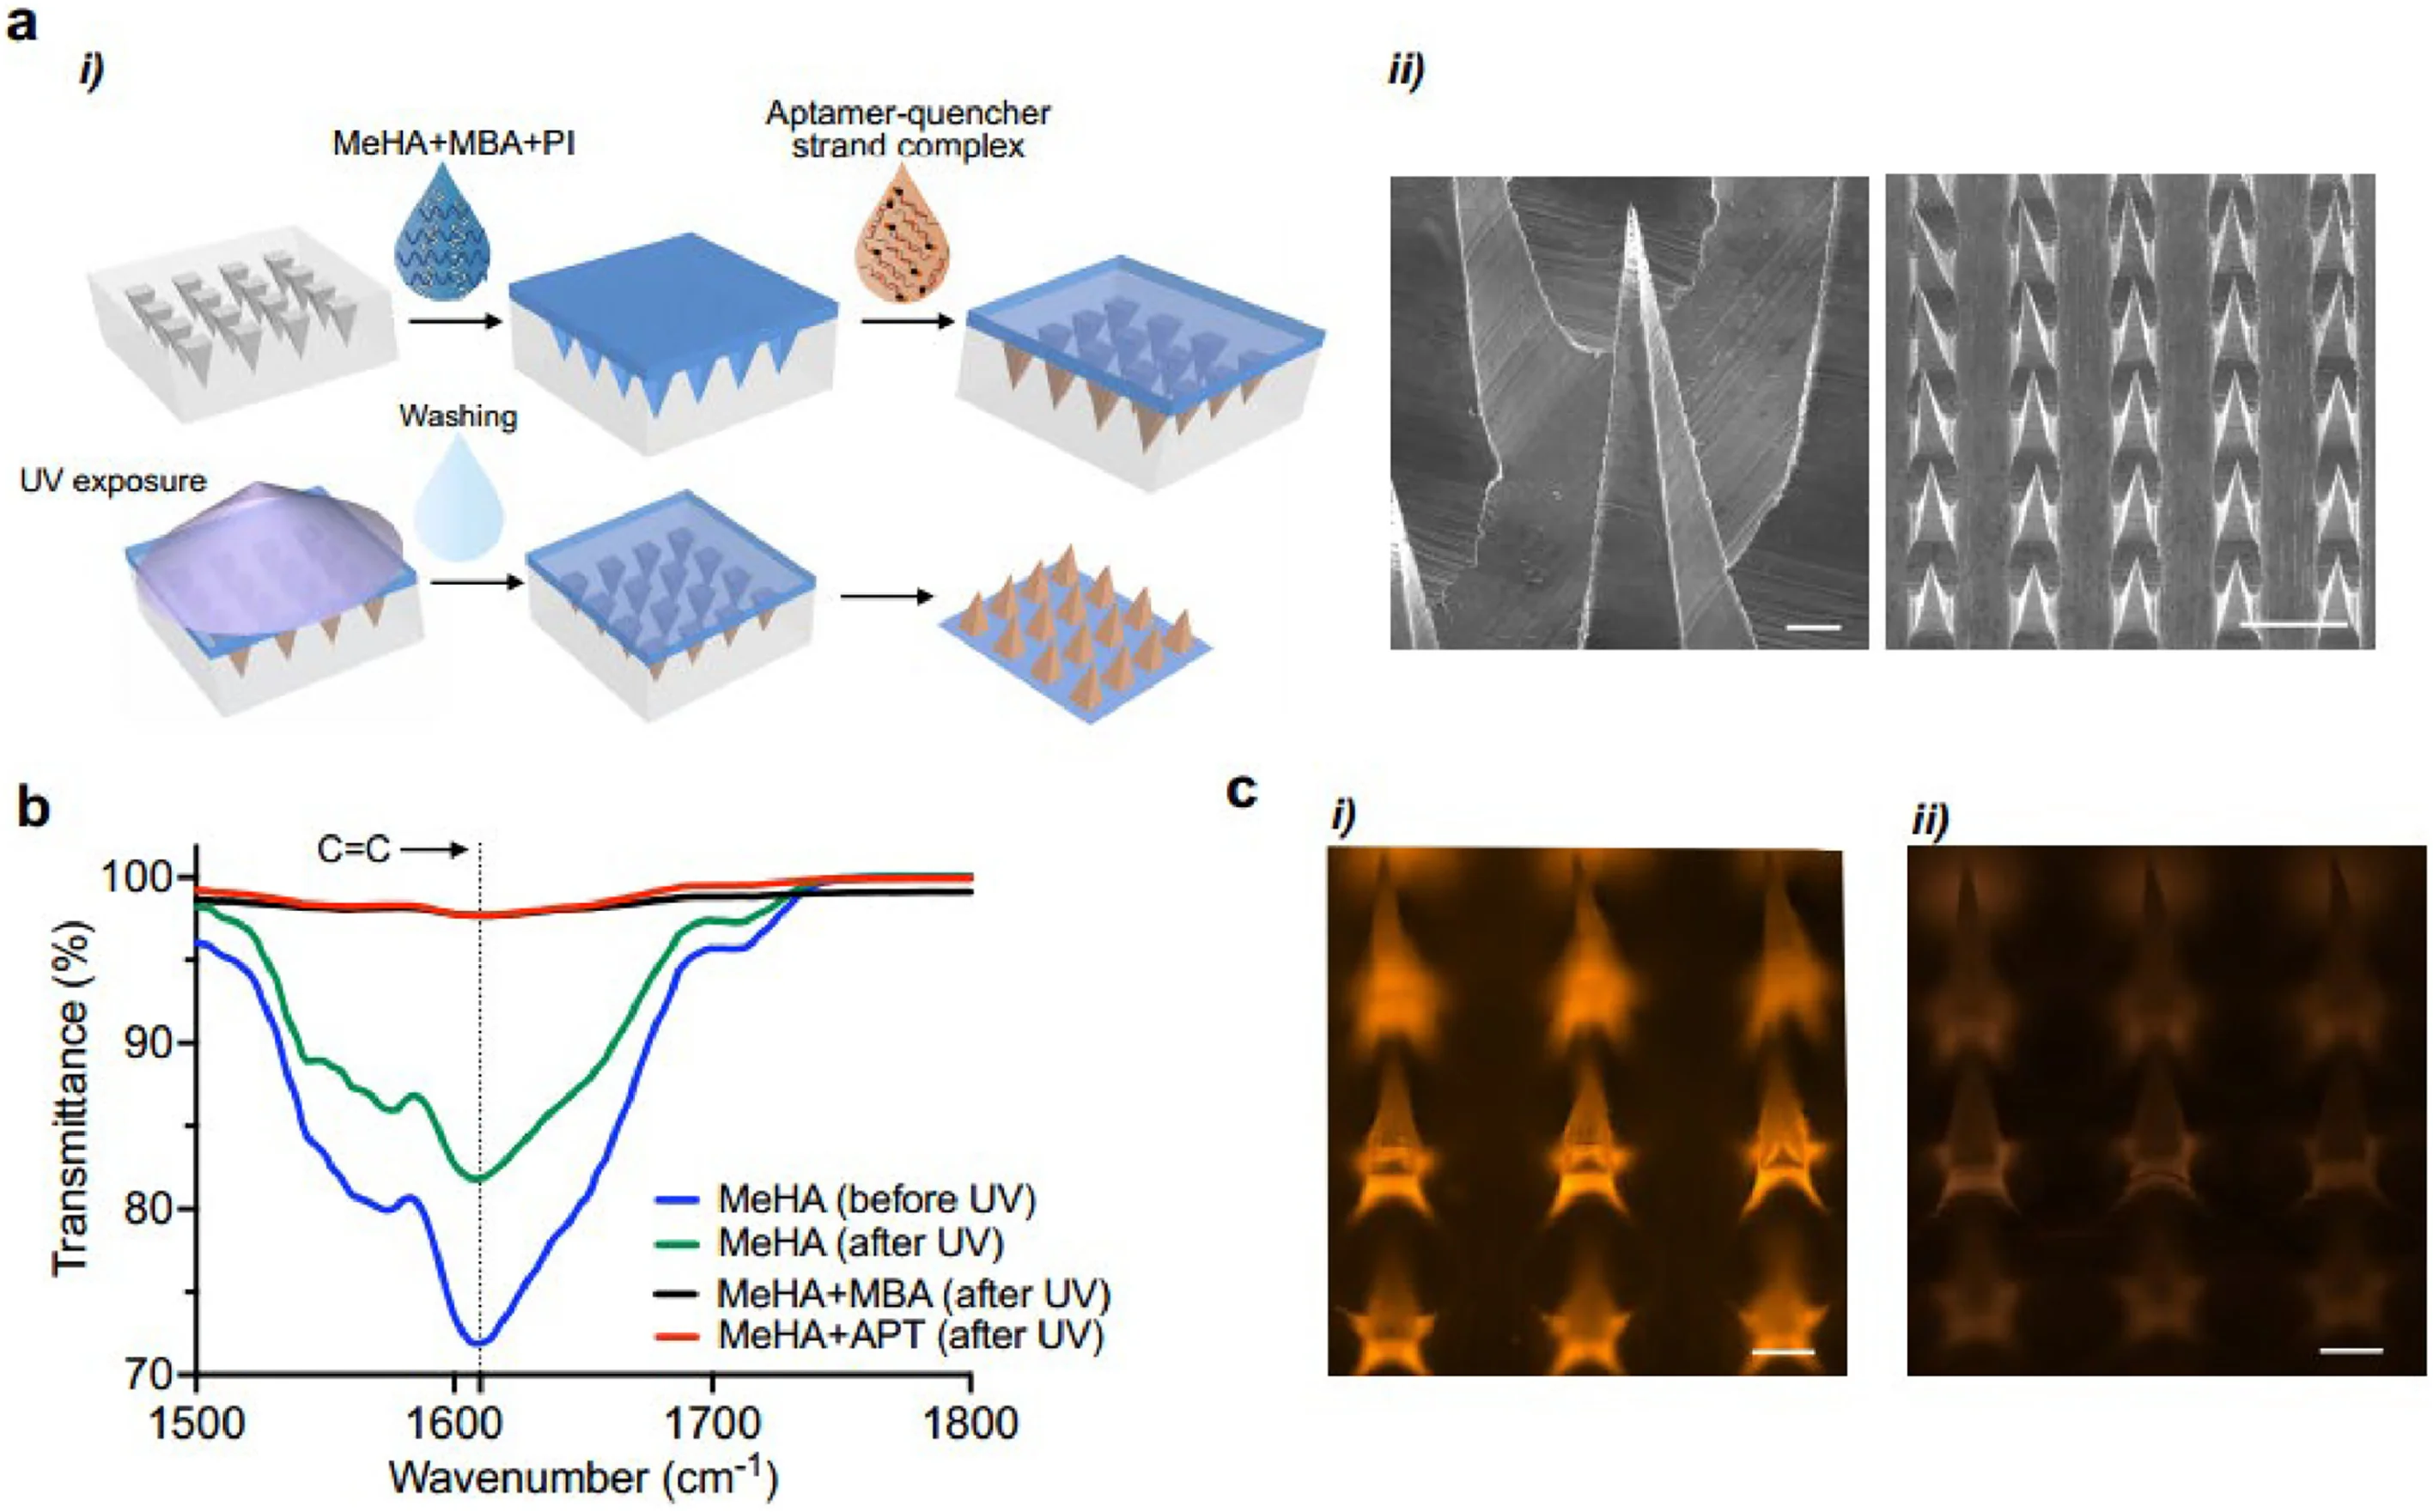 a
i)
ii)
MeHA+MBA+PI
Aptamer-quencher
strand complex
Washing
UV exposure
b
C=C
100
90
80
70
Transmittance (%)
1500
1600
1700
1800
Wavenumber (cm-1)
MeHA (before UV)
MeHA (after UV)
MeHA+MBA (after UV)
MeHA+APT (after UV)
c
i)
ii)